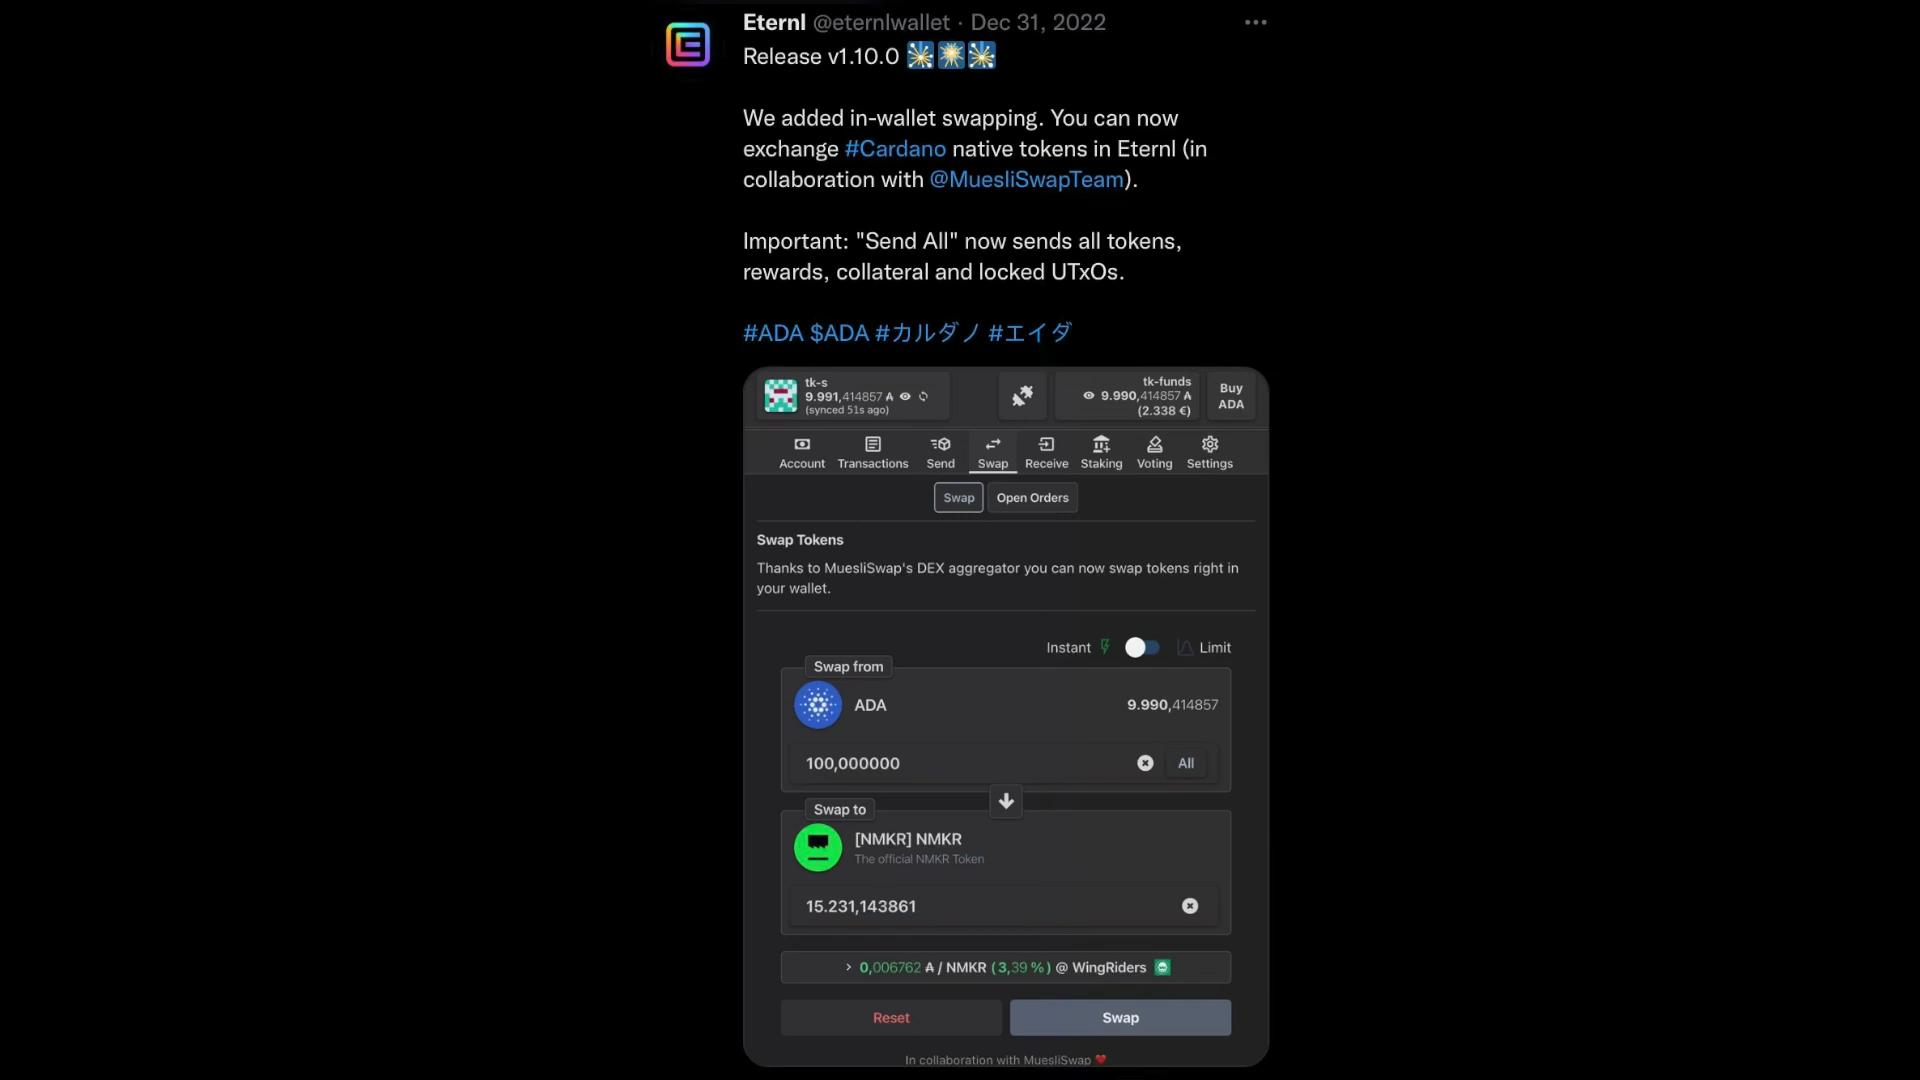 Eternl @eternlwallet · Dec 31, 2022
Release v1.10.0 🎇🎆🎇
We added in-wallet swapping. You can now
exchange #Cardano native tokens in Eternl (in
collaboration with @MuesliSwapTeam).
Important: "Send All" now sends all tokens,
rewards, collateral and locked UTxOs.
#ADA $ADA #カルダノ #エイダ
tk-s
9.991,414857 ₳
(synced 51s ago)
tk-funds
9.990,414857 ₳
(2.338 €)
Buy
ADA
Account Transactions Send Swap Receive Staking Voting Settings
Swap Open Orders
Swap Tokens
Thanks to MuesliSwap's DEX aggregator you can now swap tokens right in
your wallet.
Instant Limit
Swap from
ADA 9.990,414857
100,000000 All
Swap to
[NMKR] NMKR
The official NMKR Token
15.231,143861
> 0,006762 ₳ / NMKR (3,39 %) @ WingRiders
Reset Swap
In collaboration with MuesliSwap ❤️